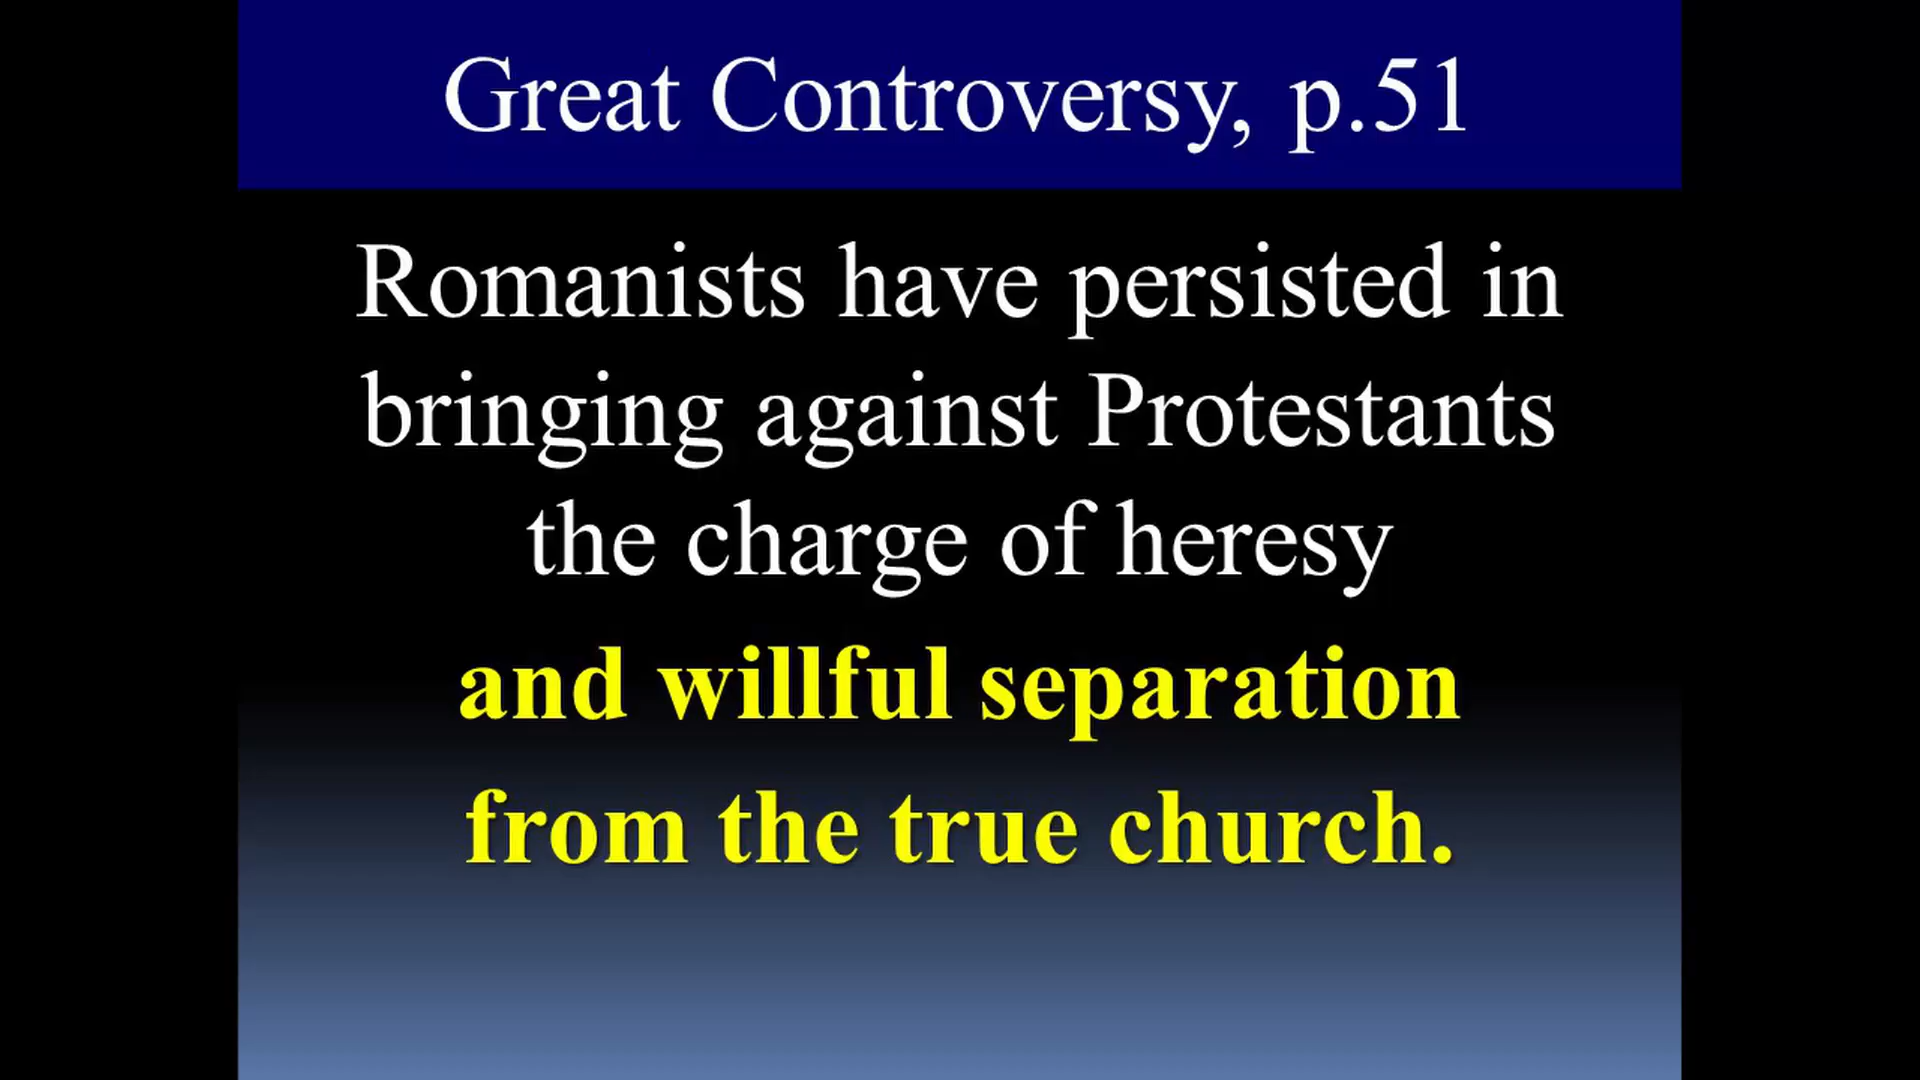 Great Controversy, p.51
Romanists have persisted in
bringing against Protestants
the charge of heresy
and willful separation
from the true church.